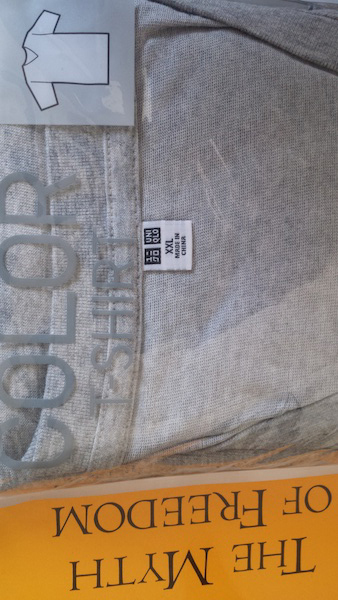 COLOR
T-SHIRT
ユニ
クロ
UNI
QLO
XXL
MADE IN
CHINA
THE MYTH
OF FREEDOM